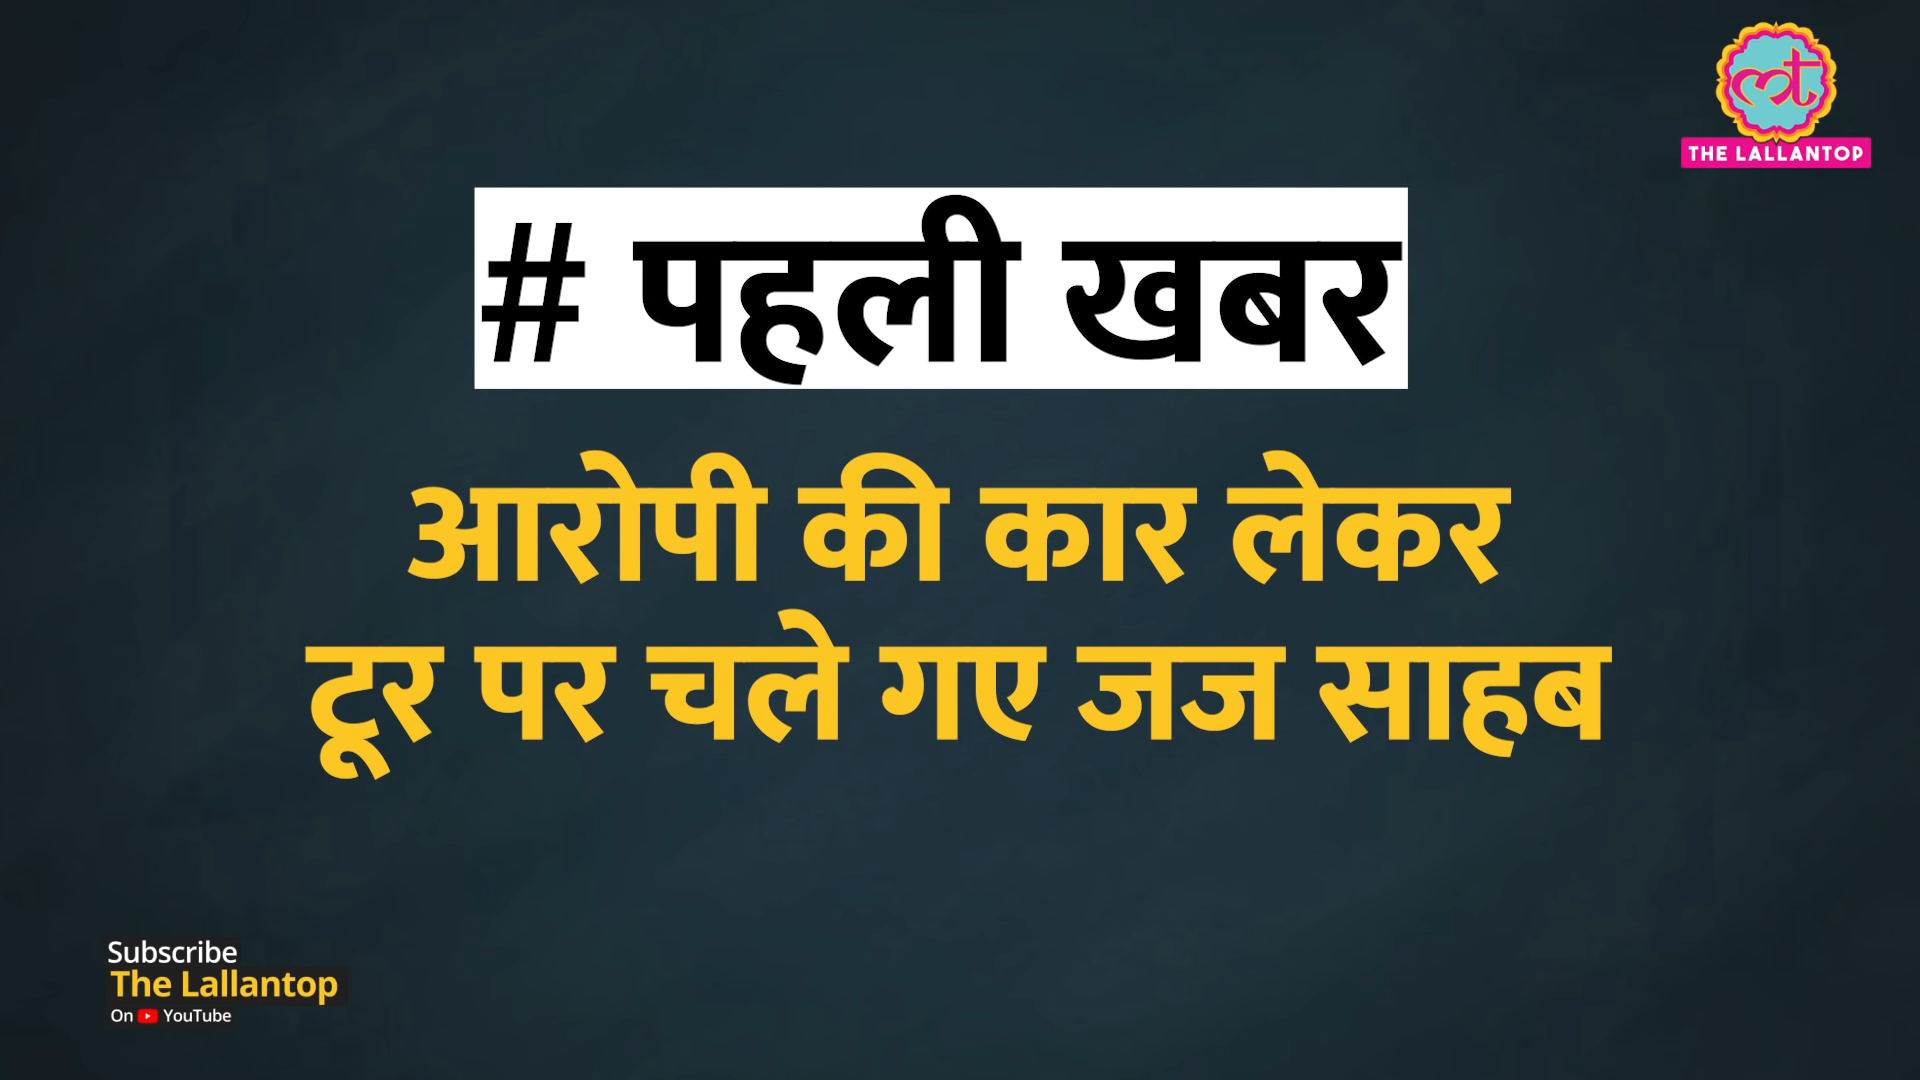 THE LALLANTOP
# पहली खबर
आरोपी की कार लेकर
टूर पर चले गए जज साहब
Subscribe
The Lallantop
On YouTube